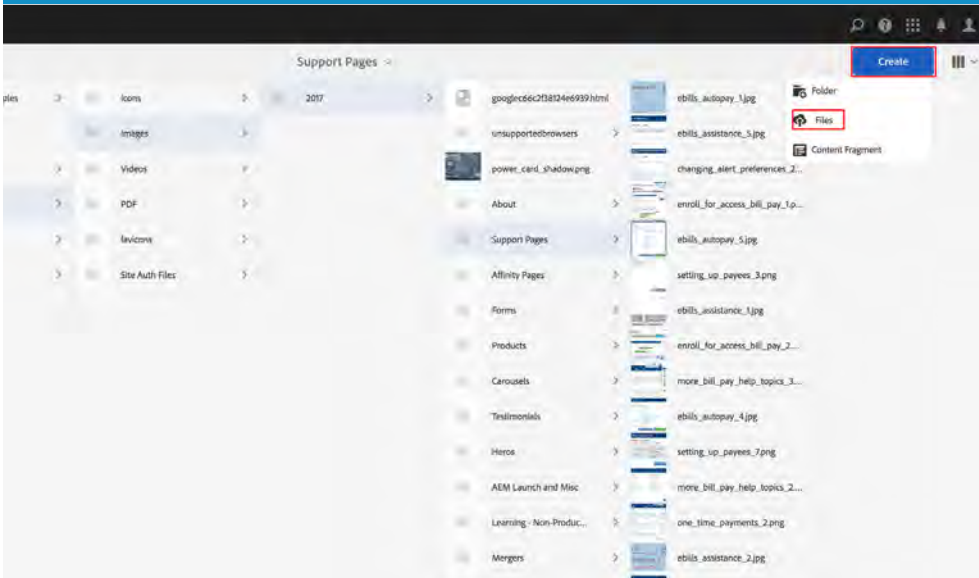 Support Pages
Create
ples
Icons
Images
Videos
PDF
favicons
Site Auth Files
2017
googlec66c2f38124e6939.html
unsupportedbrowsers
power_card_shadow.png
About
Support Pages
Affinity Pages
Forms
Products
Carousels
Testimonials
Heros
AEM Launch and Misc
Learning - Non-Produc...
Mergers
ebills_autopay_1.jpg
ebills_assistance_5.jpg
changing_alert_preferences_2...
enroll_for_access_bill_pay_1.p...
ebills_autopay_5.jpg
setting_up_payees_3.png
ebills_assistance_1.jpg
enroll_for_access_bill_pay_2...
more_bill_pay_help_topics_3...
ebills_autopay_4.jpg
setting_up_payees_7.png
more_bill_pay_help_topics_2...
one_time_payments_2.png
ebills_assistance_2.jpg
Folder
Files
Content Fragment